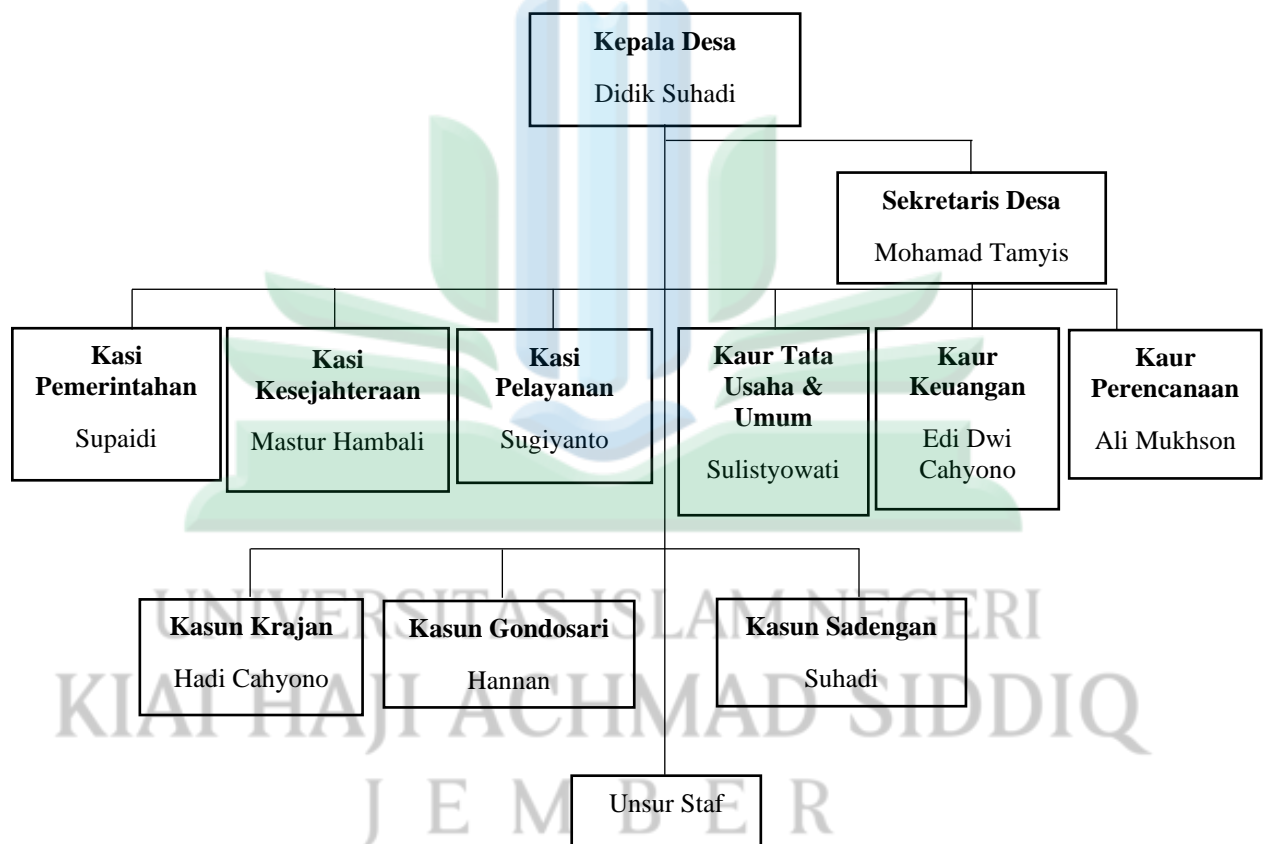 Kepala Desa
Didik Suhadi
Sekretaris Desa
Mohamad Tamyis
Kasi
Pemerintahan
Supaidi
Kasi
Kesejahteraan
Mastur Hambali
Kasi
Pelayanan
Sugiyanto
Kaur Tata
Usaha &
Umum
Sulistyowati
Kaur
Keuangan
Edi Dwi
Cahyono
Kaur
Perencanaan
Ali Mukhson
Kasun Krajan
Hadi Cahyono
Kasun Gondosari
Hannan
Kasun Sadengan
Suhadi
Unsur Staf
UNIVERSITAS ISLAM NEGERI
KIAI HAJI ACHMAD SIDDIQ
JEMBER